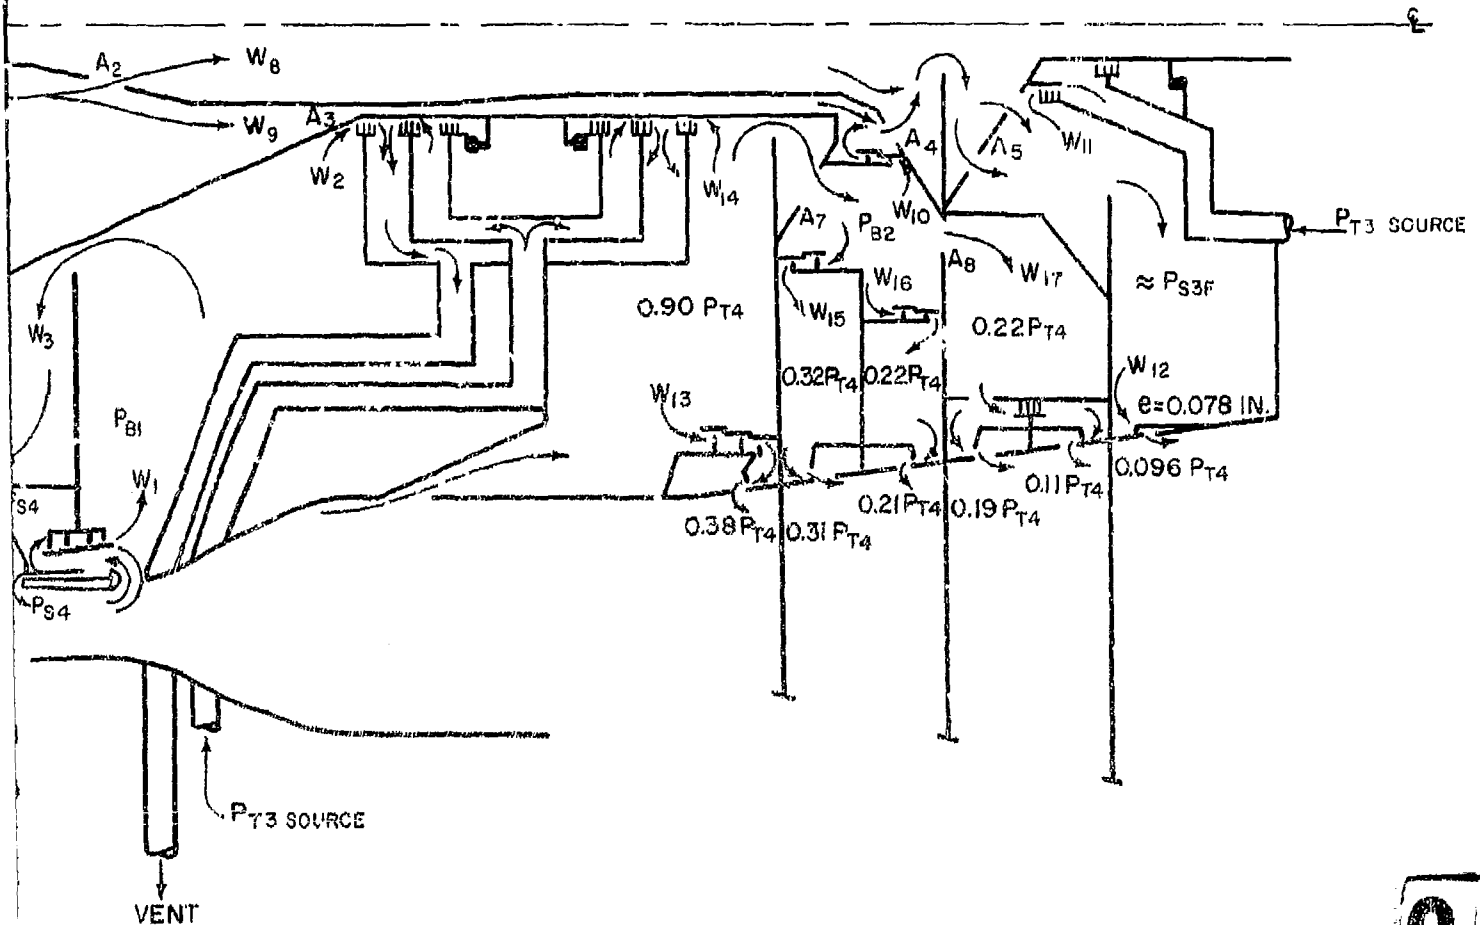 ℄
A2
W8
W9
A3
W2
W14
A4
A5
W11
W10
A7
PB2
PT3 SOURCE
A8
W17
≈ PS3F
W16
W15
0.90 PT4
0.22 PT4
W3
0.32PT4
0.22PT4
W12
e=0.078 IN.
W13
PB1
W1
S4
0.096 PT4
0.11 PT4
0.21PT4
0.19 PT4
0.38 PT4
0.31 PT4
PS4
PT3 SOURCE
VENT